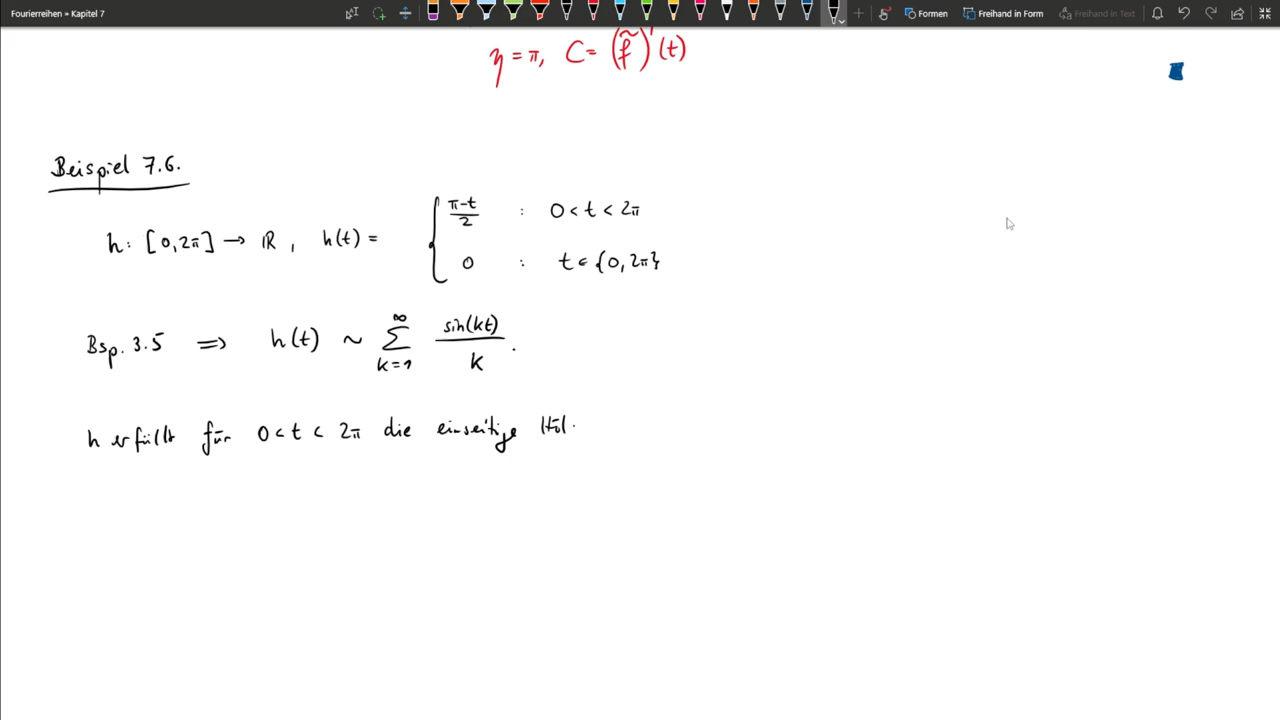 Fourierreihen » Kapitel 7
Formen
Freihand in Form
Freihand in Text
η = π, C = (f̃)'(t)
Beispiel 7.6.
h: [0,2π] → ℝ, h(t) = { (π-t)/2 : 0 < t < 2π
0 : t ∈ {0, 2π}
Bsp. 3.5 ⇒ h(t) ~ ∑_{k=1}^{∞} sin(kt)/k .
h erfüllt für 0 < t < 2π die einseitige Höl.